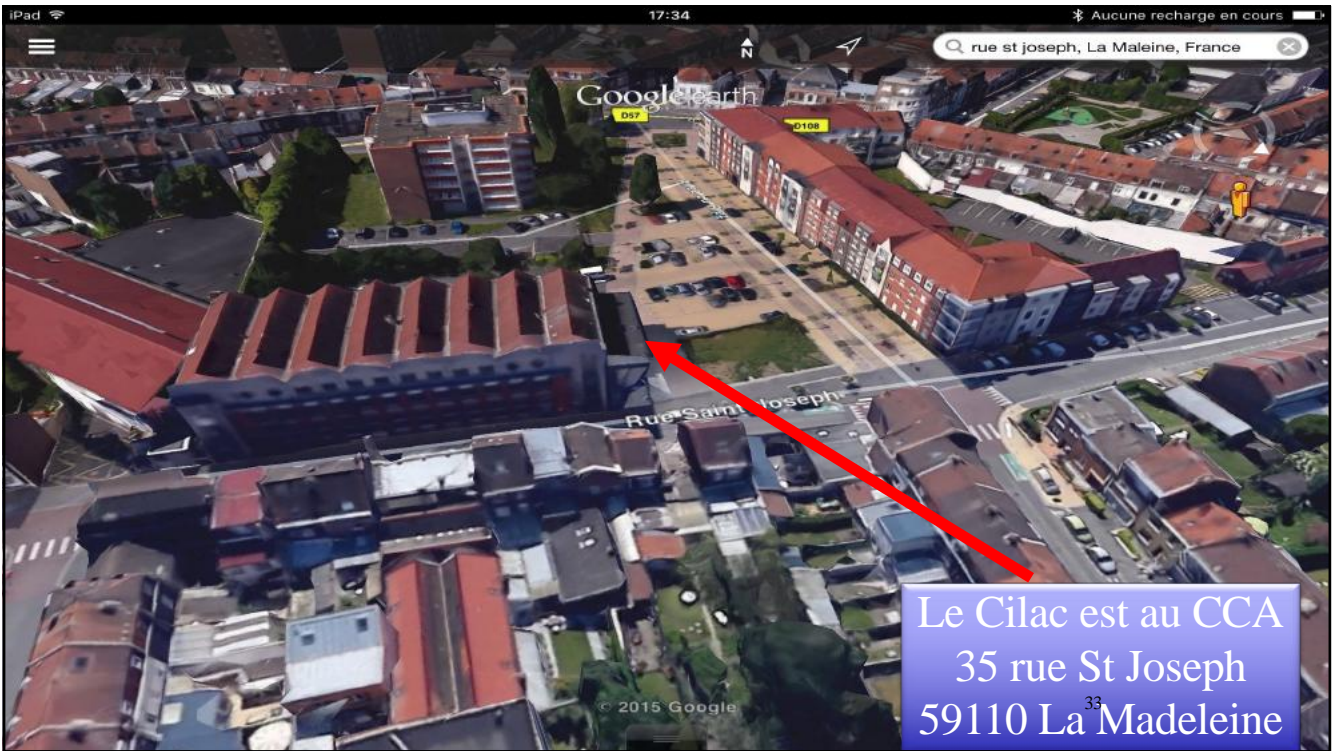 iPad
17:34
Aucune recharge en cours
N
rue st joseph, La Maleine, France
Google earth
D57
D108
Rue Saint Joseph
Le Cilac est au CCA
35 rue St Joseph
59110 La Madeleine
33
© 2015 Google